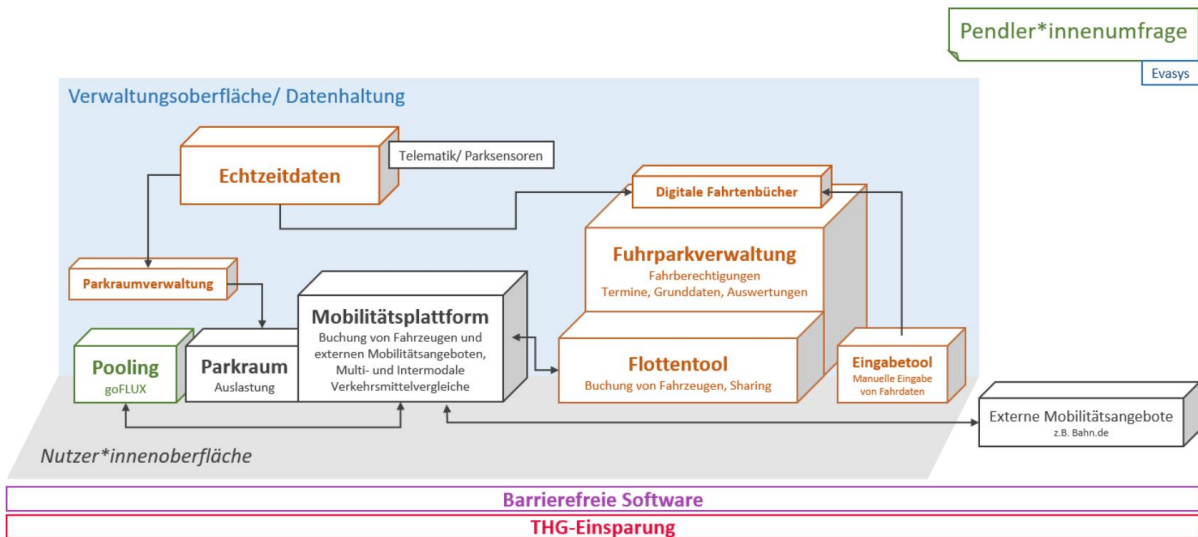 Pendler*innenumfrage
Evasys
Verwaltungsoberfläche/ Datenhaltung
Echtzeitdaten
Telematik/ Parksensoren
Digitale Fahrtenbücher
Fuhrparkverwaltung
Fahrberechtigungen
Termine, Grunddaten, Auswertungen
Parkraumverwaltung
Mobilitätsplattform
Buchung von Fahrzeugen und
externen Mobilitätsangeboten,
Multi- und Intermodale
Verkehrsmittelvergleiche
Pooling
goFLUX
Parkraum
Auslastung
Flottentool
Buchung von Fahrzeugen, Sharing
Eingabetool
Manuelle Eingabe
von Fahrdaten
Externe Mobilitätsangebote
z.B. Bahn.de
Nutzer*innenoberfläche
Barrierefreie Software
THG-Einsparung